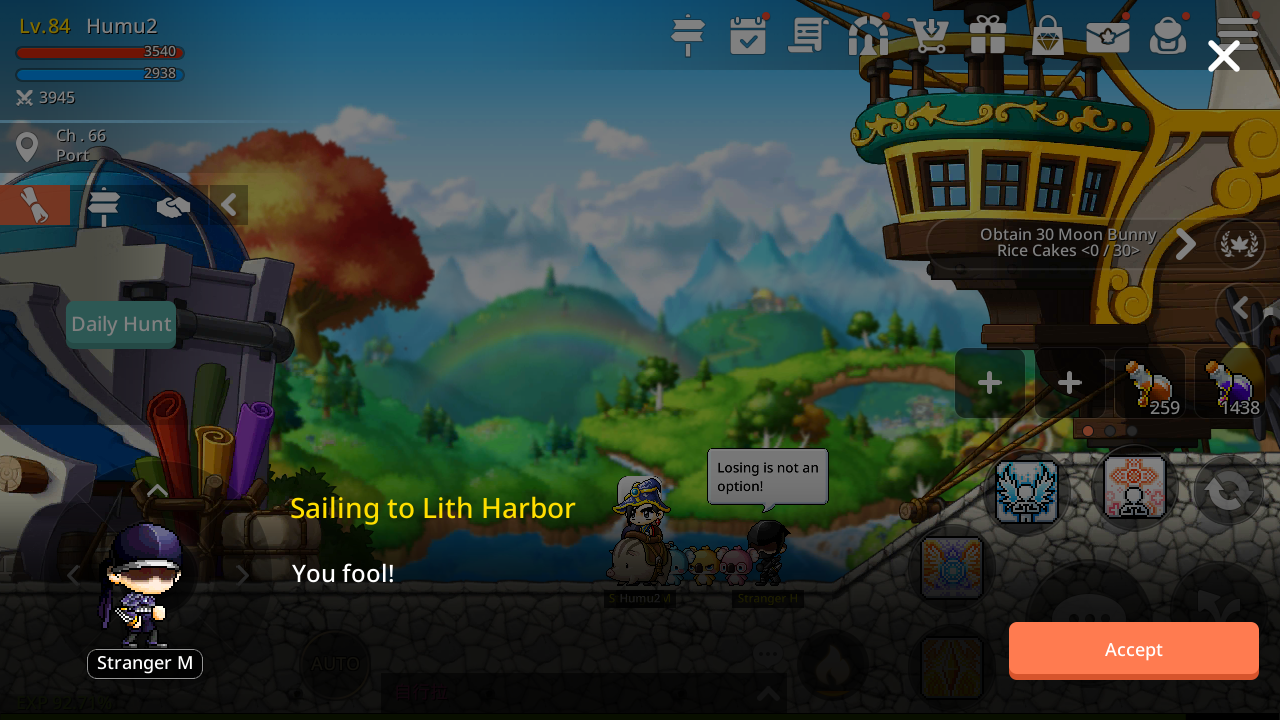 Lv.84 Humu2
3540
2938
3945
Ch . 66
Port
Obtain 30 Moon Bunny
Rice Cakes <0 / 30>
Daily Hunt
259
1438
Losing is not an
option!
Sailing to Lith Harbor
You fool!
Humu2
Stranger H
Stranger M
Accept
AUTO